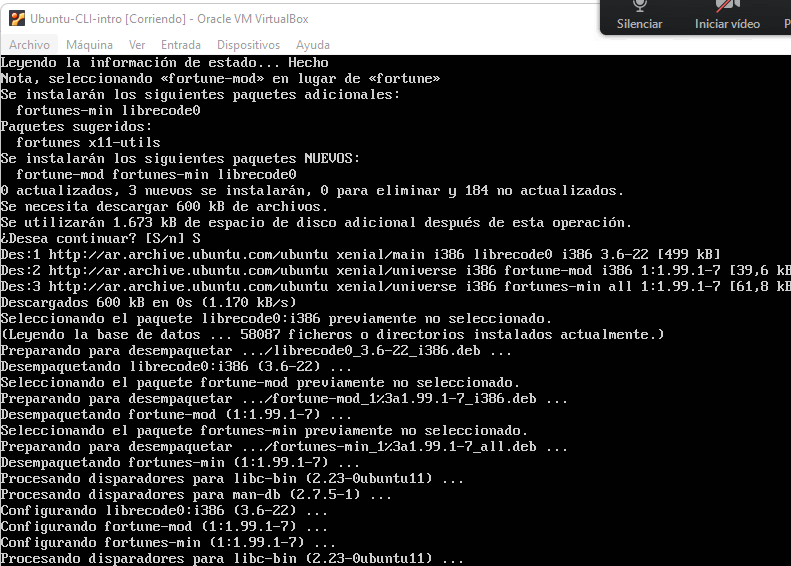 Ubuntu-CLI-intro [Corriendo] - Oracle VM VirtualBox
Silenciar Iniciar vídeo
Archivo Máquina Ver Entrada Dispositivos Ayuda
Leyendo la información de estado... Hecho
Nota, seleccionando «fortune-mod» en lugar de «fortune»
Se instalarán los siguientes paquetes adicionales:
  fortunes-min librecode0
Paquetes sugeridos:
  fortunes x11-utils
Se instalarán los siguientes paquetes NUEVOS:
  fortune-mod fortunes-min librecode0
0 actualizados, 3 nuevos se instalarán, 0 para eliminar y 184 no actualizados.
Se necesita descargar 600 kB de archivos.
Se utilizarán 1.673 kB de espacio de disco adicional después de esta operación.
¿Desea continuar? [S/n] S
Des:1 http://ar.archive.ubuntu.com/ubuntu xenial/main i386 librecode0 i386 3.6-22 [499 kB]
Des:2 http://ar.archive.ubuntu.com/ubuntu xenial/universe i386 fortune-mod i386 1:1.99.1-7 [39,6 kB
Des:3 http://ar.archive.ubuntu.com/ubuntu xenial/universe i386 fortunes-min all 1:1.99.1-7 [61,8 kB
Descargados 600 kB en 0s (1.170 kB/s)
Seleccionando el paquete librecode0:i386 previamente no seleccionado.
(Leyendo la base de datos ... 58087 ficheros o directorios instalados actualmente.)
Preparando para desempaquetar .../librecode0_3.6-22_i386.deb ...
Desempaquetando librecode0:i386 (3.6-22) ...
Seleccionando el paquete fortune-mod previamente no seleccionado.
Preparando para desempaquetar .../fortune-mod_1%3a1.99.1-7_i386.deb ...
Desempaquetando fortune-mod (1:1.99.1-7) ...
Seleccionando el paquete fortunes-min previamente no seleccionado.
Preparando para desempaquetar .../fortunes-min_1%3a1.99.1-7_all.deb ...
Desempaquetando fortunes-min (1:1.99.1-7) ...
Procesando disparadores para libc-bin (2.23-0ubuntu11) ...
Procesando disparadores para man-db (2.7.5-1) ...
Configurando librecode0:i386 (3.6-22) ...
Configurando fortune-mod (1:1.99.1-7) ...
Configurando fortunes-min (1:1.99.1-7) ...
Procesando disparadores para libc-bin (2.23-0ubuntu11) ...